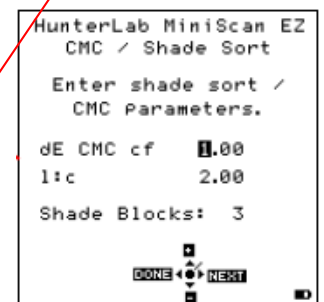 HunterLab MiniScan EZ
CMC / Shade Sort
Enter shade sort /
CMC Parameters.
dE CMC cf 1.00
l:c 2.00
Shade Blocks: 3
+
DONE NEXT
-